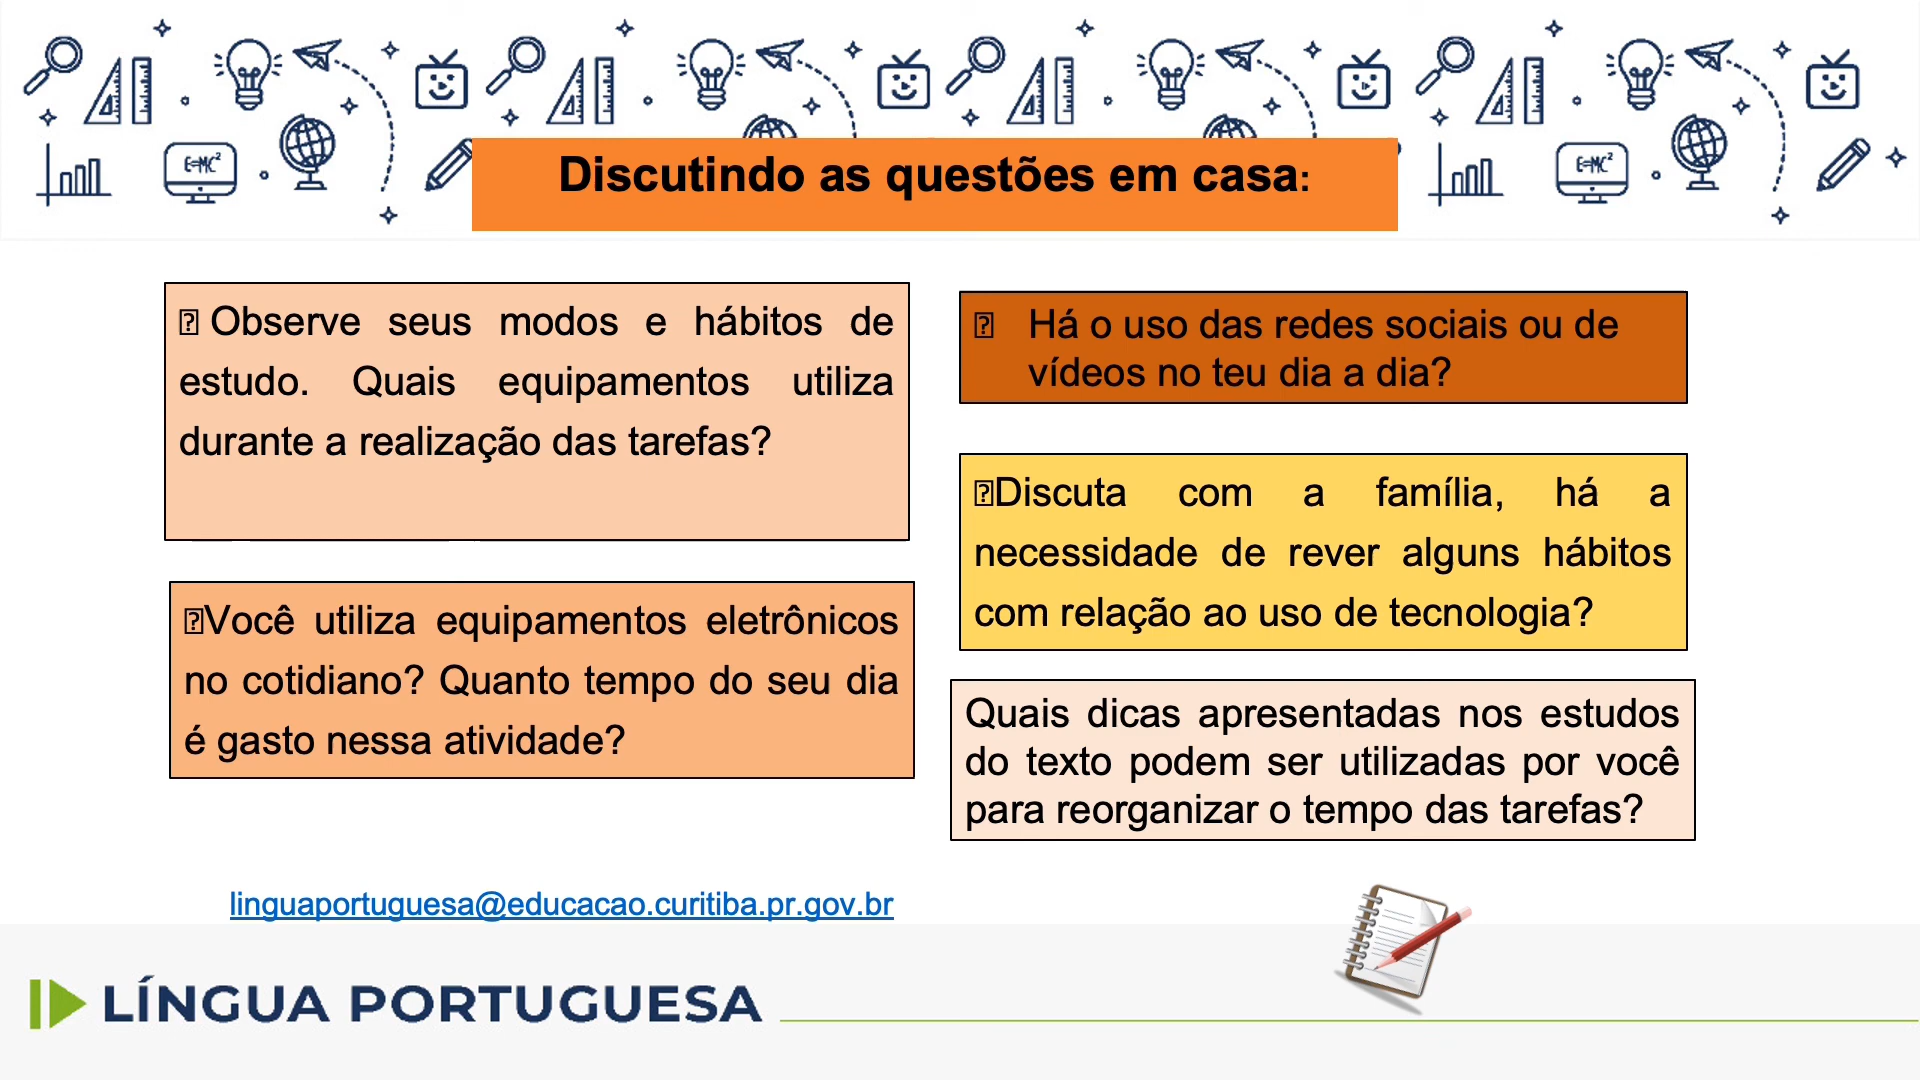 E=MC²
E=MC²
Discutindo as questões em casa:
Observe seus modos e hábitos de
estudo. Quais equipamentos utiliza
durante a realização das tarefas?
Você utiliza equipamentos eletrônicos
no cotidiano? Quanto tempo do seu dia
é gasto nessa atividade?
Há o uso das redes sociais ou de
vídeos no teu dia a dia?
Discuta com a família, há a
necessidade de rever alguns hábitos
com relação ao uso de tecnologia?
Quais dicas apresentadas nos estudos
do texto podem ser utilizadas por você
para reorganizar o tempo das tarefas?
linguaportuguesa@educacao.curitiba.pr.gov.br
LÍNGUA PORTUGUESA